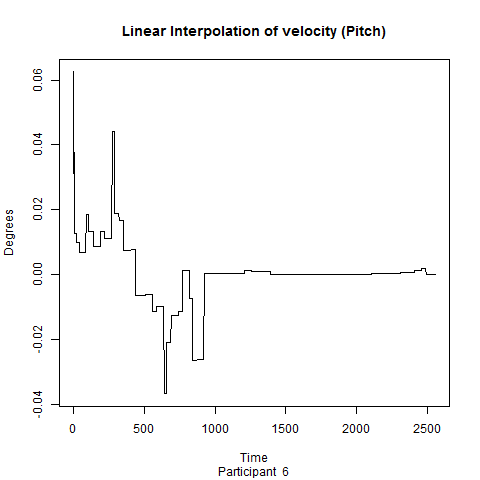 Linear Interpolation of velocity (Pitch)
Degrees
0.06
0.04
0.02
0.00
-0.02
-0.04
0 500 1000 1500 2000 2500
Time
Participant 6